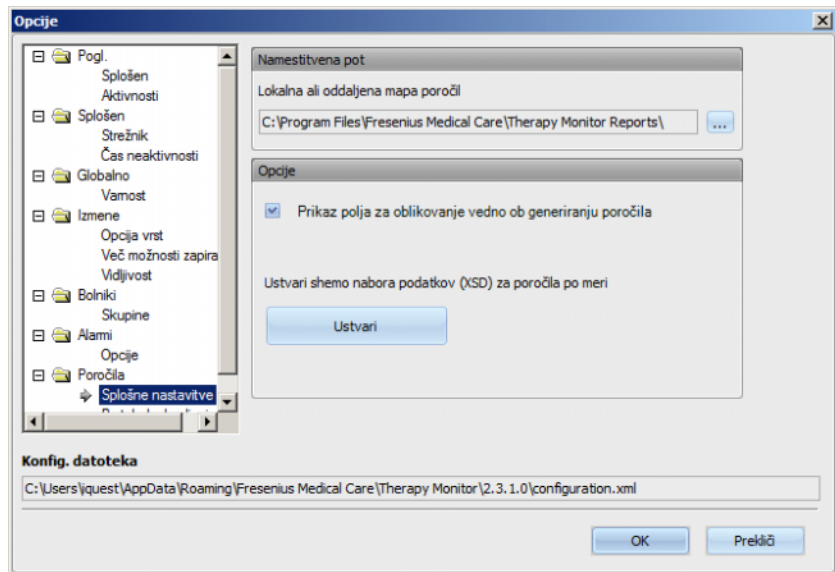 Opcije
Pogl.
Splošen
Aktivnosti
Splošen
Strežnik
Čas neaktivnosti
Globalno
Varnost
Izmene
Opcija vrst
Več možnosti zapira
Vidljivost
Bolniki
Skupine
Alarmi
Opcije
Poročila
Splošne nastavitve
Namestitvena pot
Lokalna ali oddaljena mapa poročil
C:\Program Files\Fresenius Medical Care\Therapy Monitor Reports\
...
Opcije
Prikaz polja za oblikovanje vedno ob generiranju poročila
Ustvari shemo nabora podatkov (XSD) za poročila po meri
Ustvari
Konfig. datoteka
C:\Users\iquest\AppData\Roaming\Fresenius Medical Care\Therapy Monitor\2.3.1.0\configuration.xml
OK
Prekliči